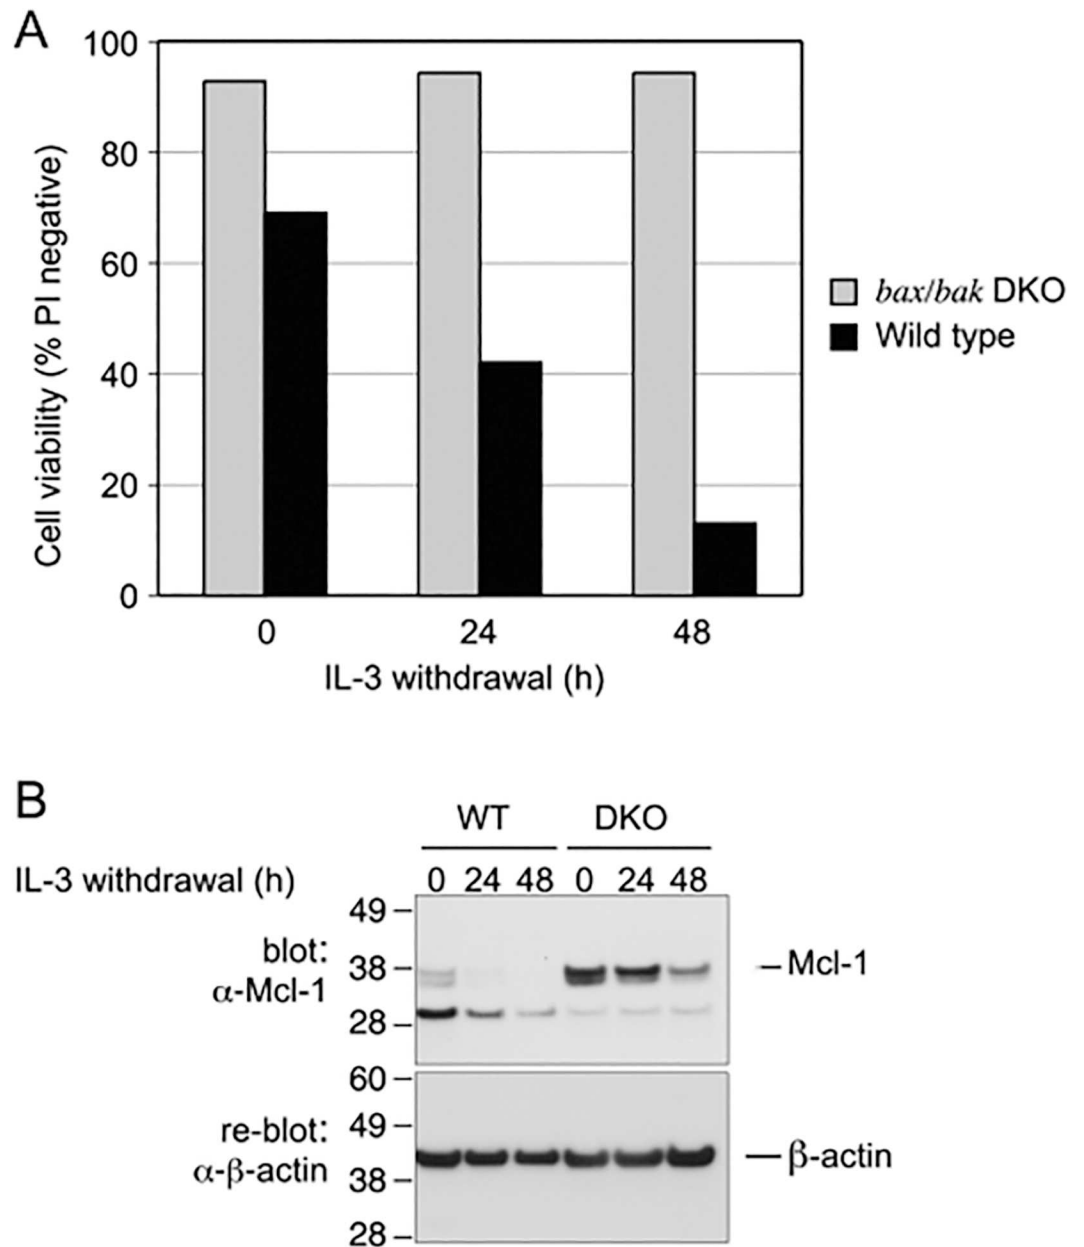 A
100
80
60
40
20
0
Cell viability (% PI negative)
0 24 48
IL-3 withdrawal (h)
bax/bak DKO
Wild type
B
WT DKO
IL-3 withdrawal (h) 0 24 48 0 24 48
49
blot:
α-Mcl-1
38
28
Mcl-1
60
49
re-blot:
α-β-actin
38
28
β-actin